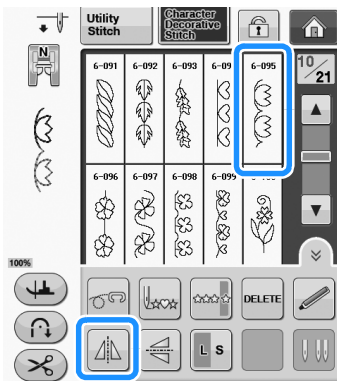 Utility
Stitch
Character
Decorative
Stitch
N
6-091 6-092 6-093 6-09 6-095
10/21
6-096 6-097 6-098 6-099
100%
DELETE
L S